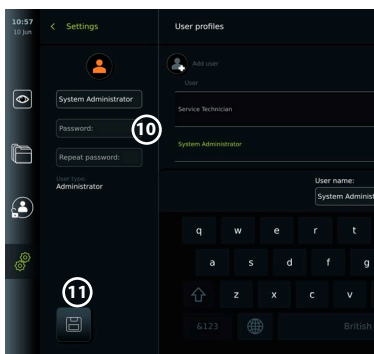 10:57
10 Jun
Settings
User profiles
Add user
User
System Administrator
Service Technician
Password:
10
System Administrator
Repeat password:
User type:
Administrator
User name:
System Administ
q w e r t
a s d f g
11
z x c v
&123
British